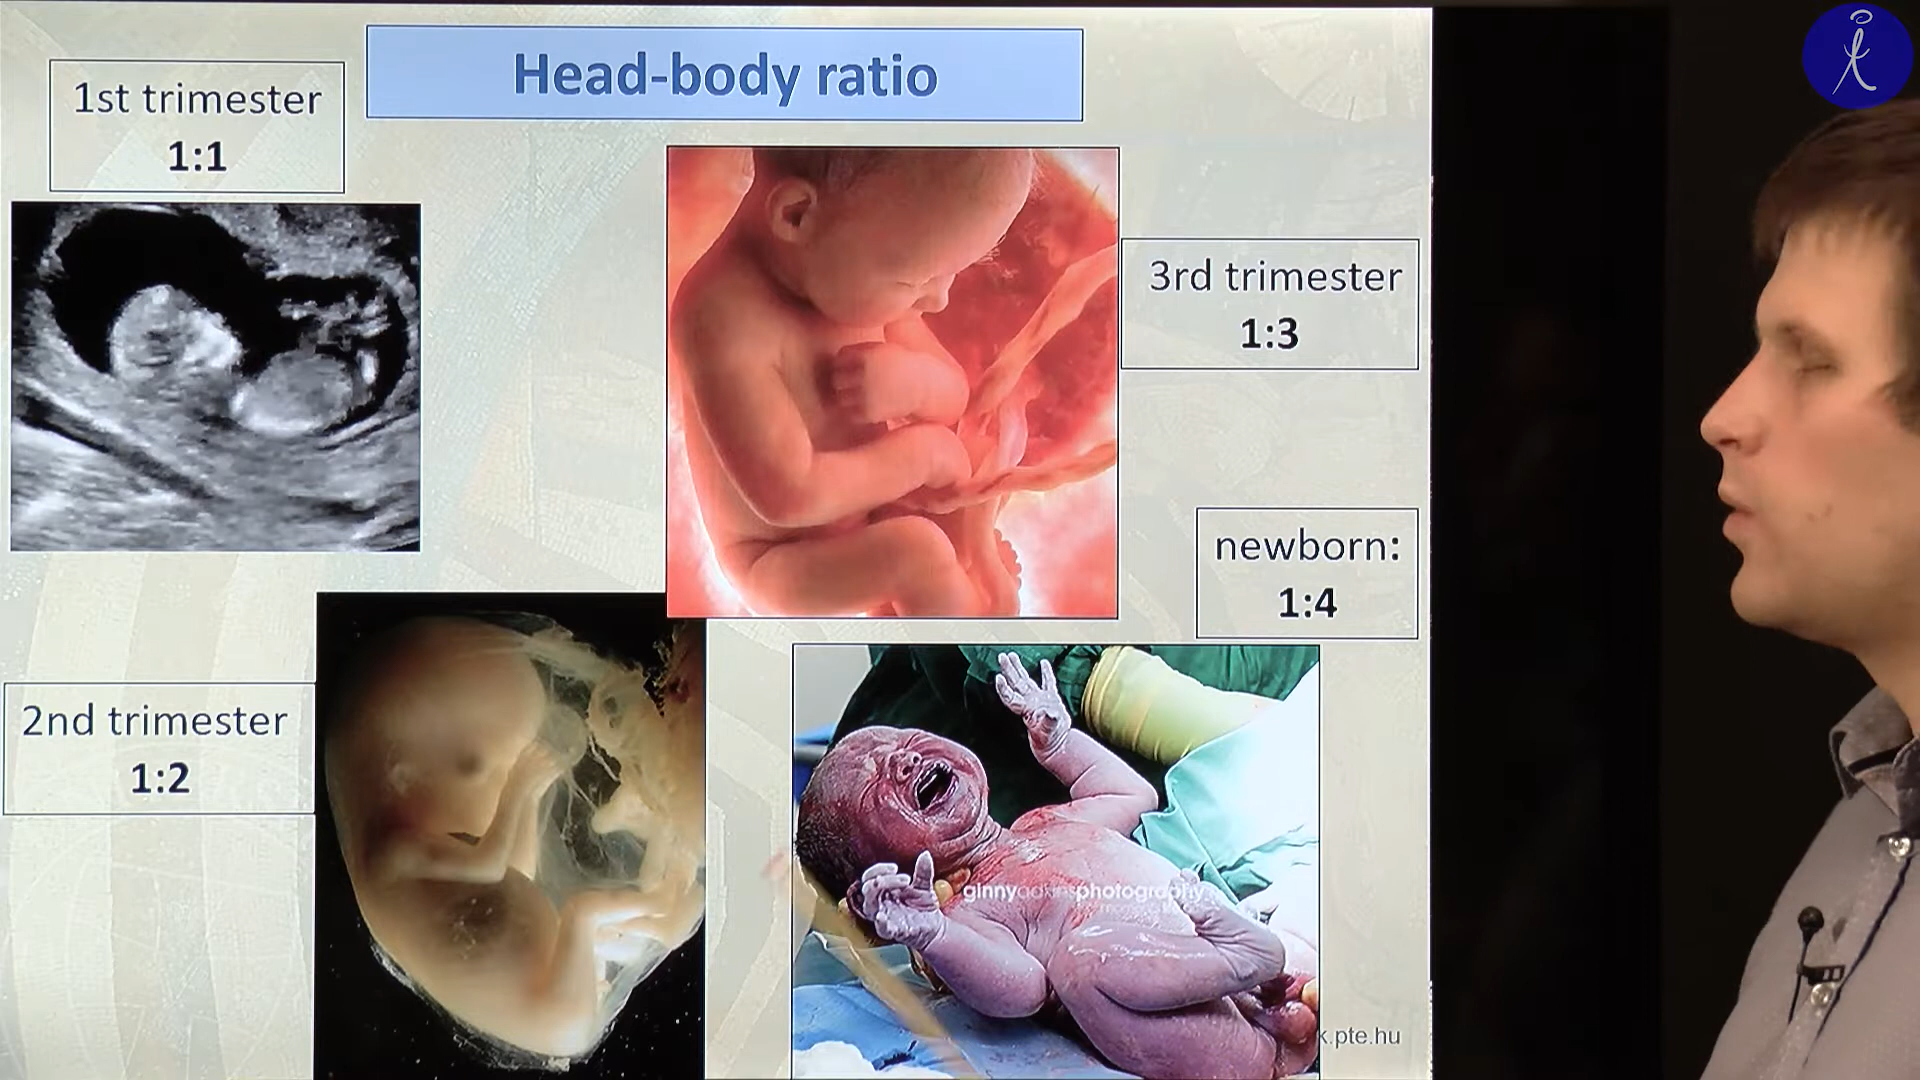 Head-body ratio
1st trimester
1:1
3rd trimester
1:3
newborn:
1:4
2nd trimester
1:2
ginnyadkinsphotography
k.pte.hu